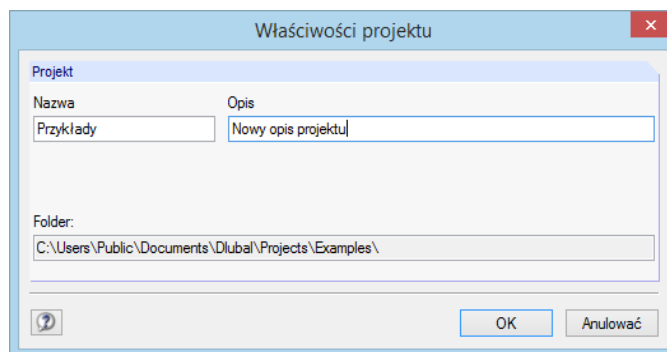 Właściwości projektu
Projekt
Nazwa Opis
Przykłady Nowy opis projektu
Folder:
C:\Users\Public\Documents\Dlubal\Projects\Examples\
OK Anulować